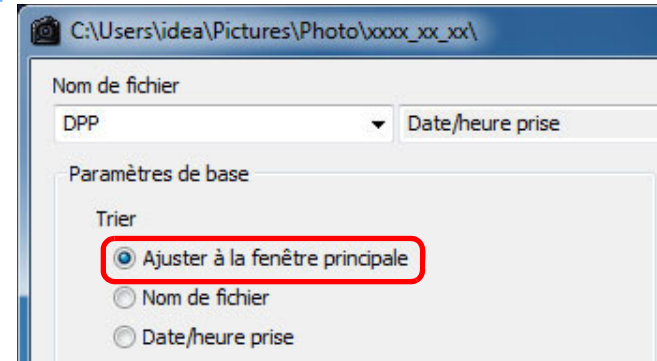 C:\Users\idea\Pictures\Photo\xxxx_xx_xx\
Nom de fichier
DPP Date/heure prise
Paramètres de base
Trier
Ajuster à la fenêtre principale
Nom de fichier
Date/heure prise